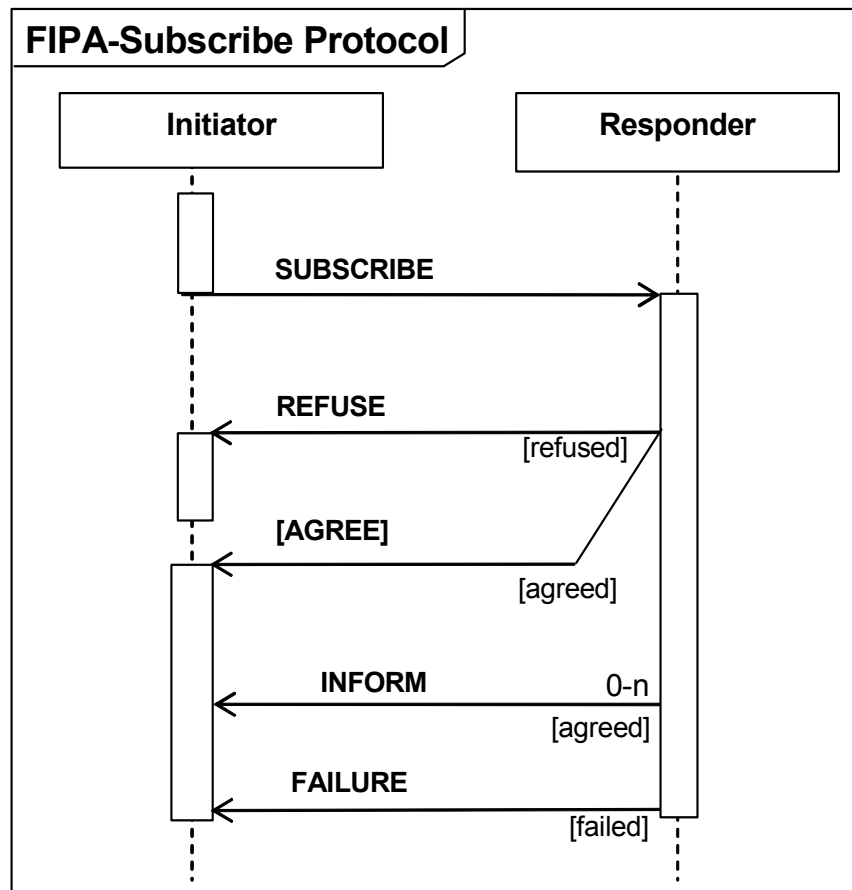 FIPA-Subscribe Protocol
Initiator
Responder
SUBSCRIBE
REFUSE
[refused]
[AGREE]
[agreed]
INFORM
0-n
[agreed]
FAILURE
[failed]